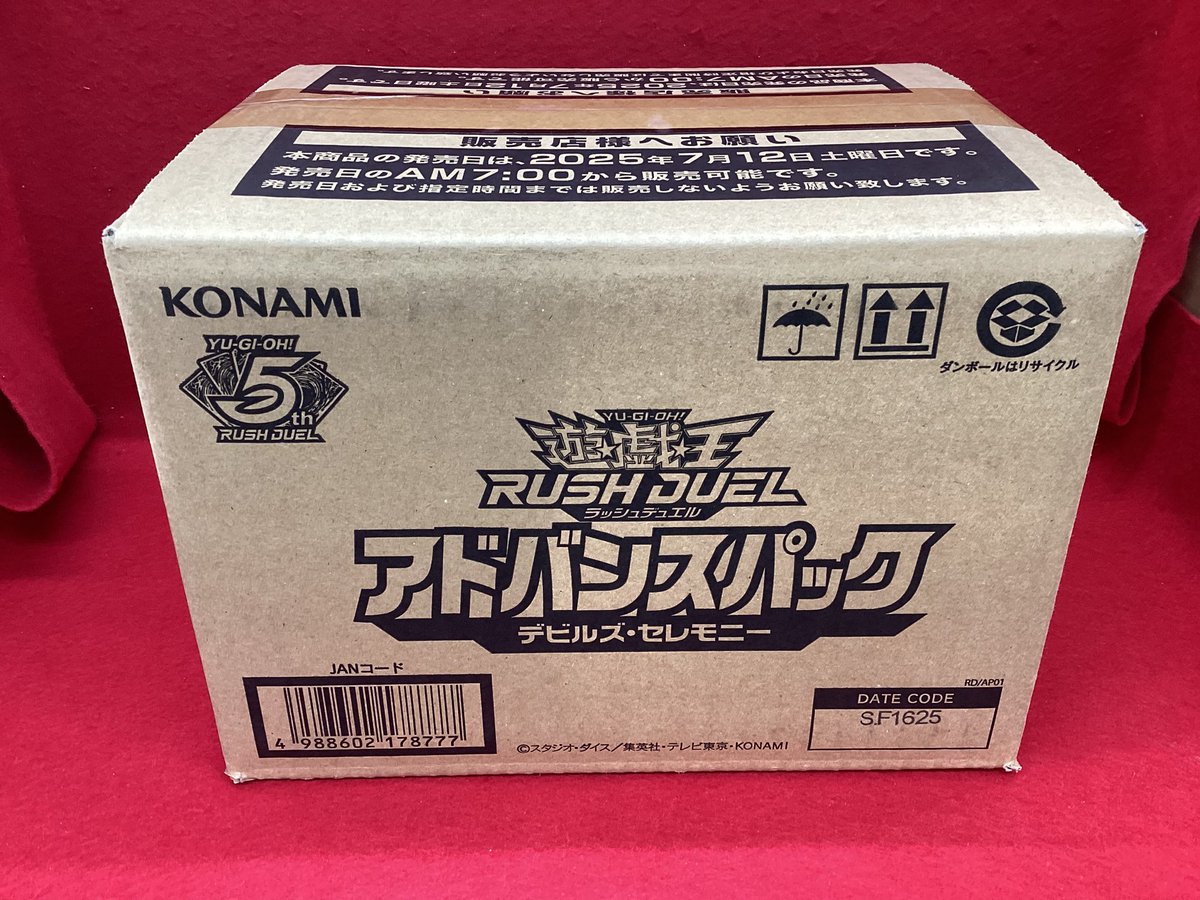 販売店様へお願い
本商品の発売日は、2025年7月12日土曜日です。
発売日のAM7:00から販売可能です。
発売日および指定時間までは販売しないようお願い致します。
KONAMI
YU-GI-OH!
5th
RUSH DUEL
ダンボールはリサイクル
YU-GI-OH!
遊☆戯☆王
RUSH DUEL
ラッシュデュエル
アドバンスパック
デビルズ・セレモニー
JANコード
4 988602 178777
©スタジオ・ダイス/集英社・テレビ東京・KONAMI
RD/AP01
DATE CODE
S.F1625